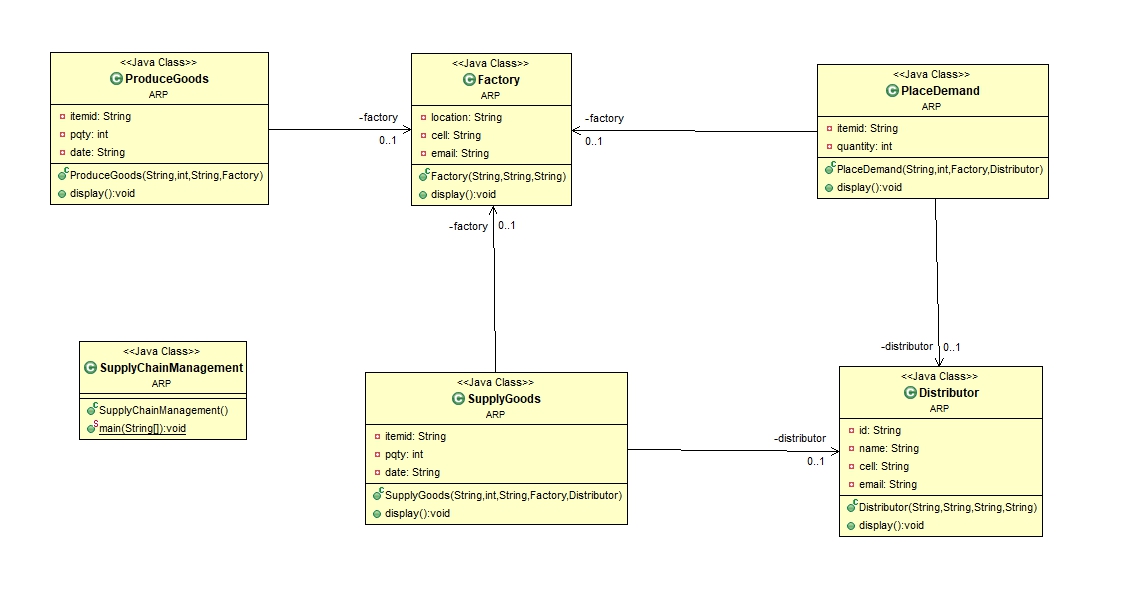 <<Java Class>>
ProduceGoods
ARP
itemid: String
pqty: int
date: String
ProduceGoods(String,int,String,Factory)
display():void
-factory
0..1
<<Java Class>>
Factory
ARP
location: String
cell: String
email: String
Factory(String,String,String)
display():void
-factory
0..1
<<Java Class>>
PlaceDemand
ARP
itemid: String
quantity: int
PlaceDemand(String,int,Factory,Distributor)
display():void
-factory 0..1
<<Java Class>>
SupplyChainManagement
ARP
SupplyChainManagement()
main(String[]):void
<<Java Class>>
SupplyGoods
ARP
itemid: String
pqty: int
date: String
SupplyGoods(String,int,String,Factory,Distributor)
display():void
-distributor
0..1
-distributor 0..1
<<Java Class>>
Distributor
ARP
id: String
name: String
cell: String
email: String
Distributor(String,String,String,String)
display():void